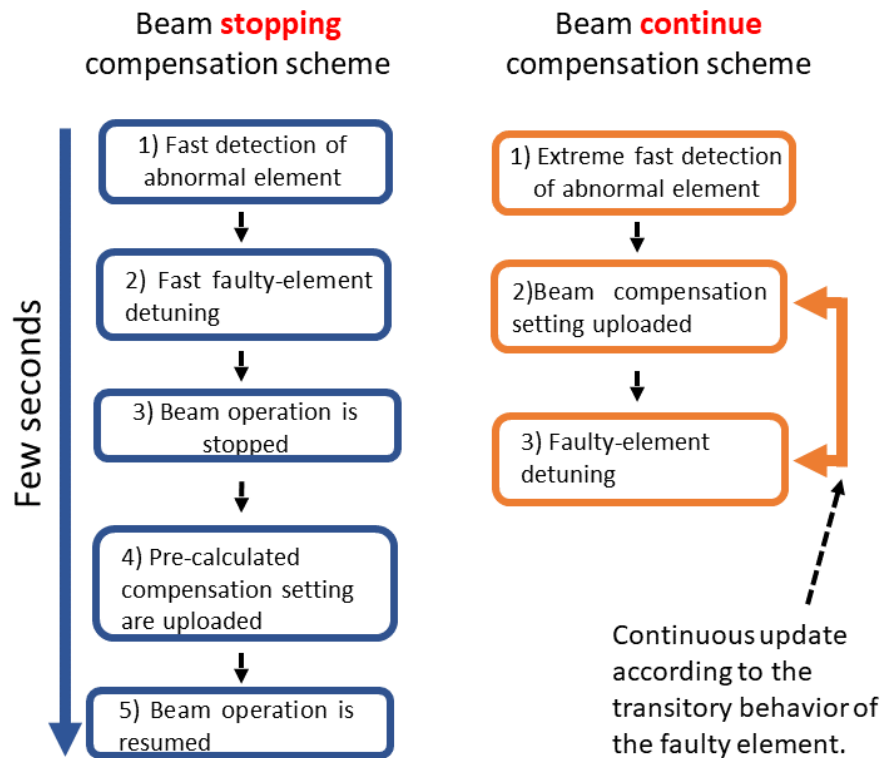 Beam stopping
compensation scheme
Few seconds
1) Fast detection of
abnormal element
2) Fast faulty-element
detuning
3) Beam operation is
stopped
4) Pre-calculated
compensation setting
are uploaded
5) Beam operation is
resumed
Beam continue
compensation scheme
1) Extreme fast detection
of abnormal element
2)Beam compensation
setting uploaded
3) Faulty-element
detuning
Continuous update
according to the
transitory behavior of
the faulty element.